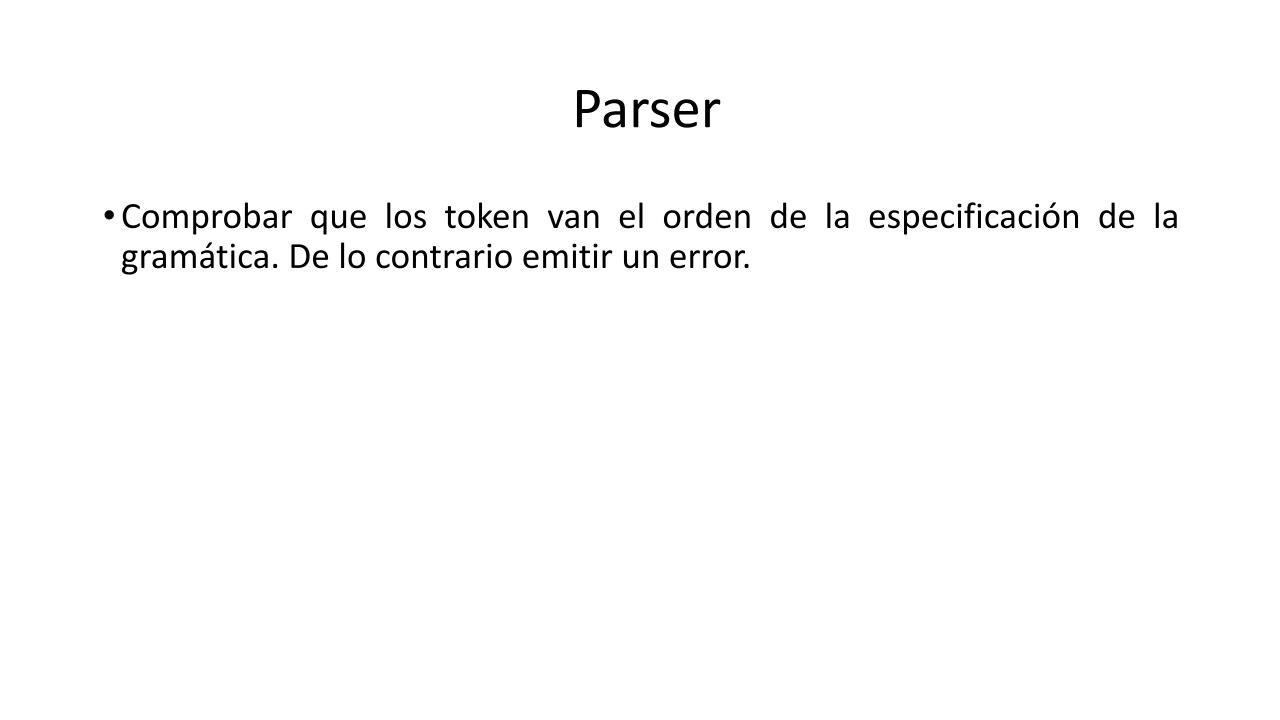 Parser
• Comprobar que los token van el orden de la especificación de la
gramática. De lo contrario emitir un error.